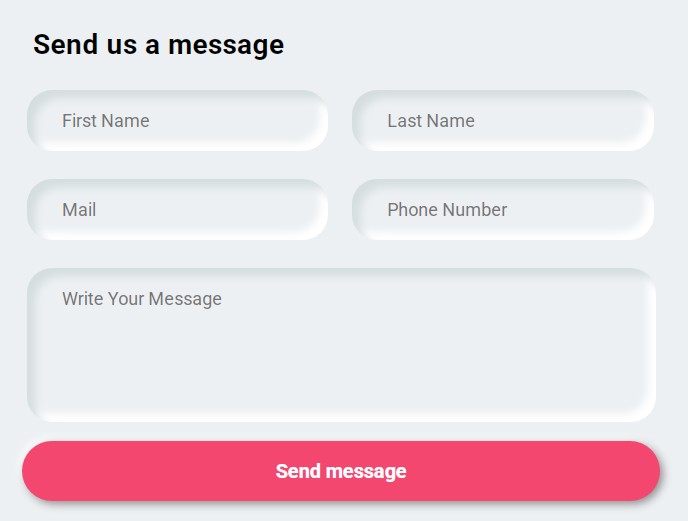 Send us a message
First Name
Last Name
Mail
Phone Number
Write Your Message
Send message